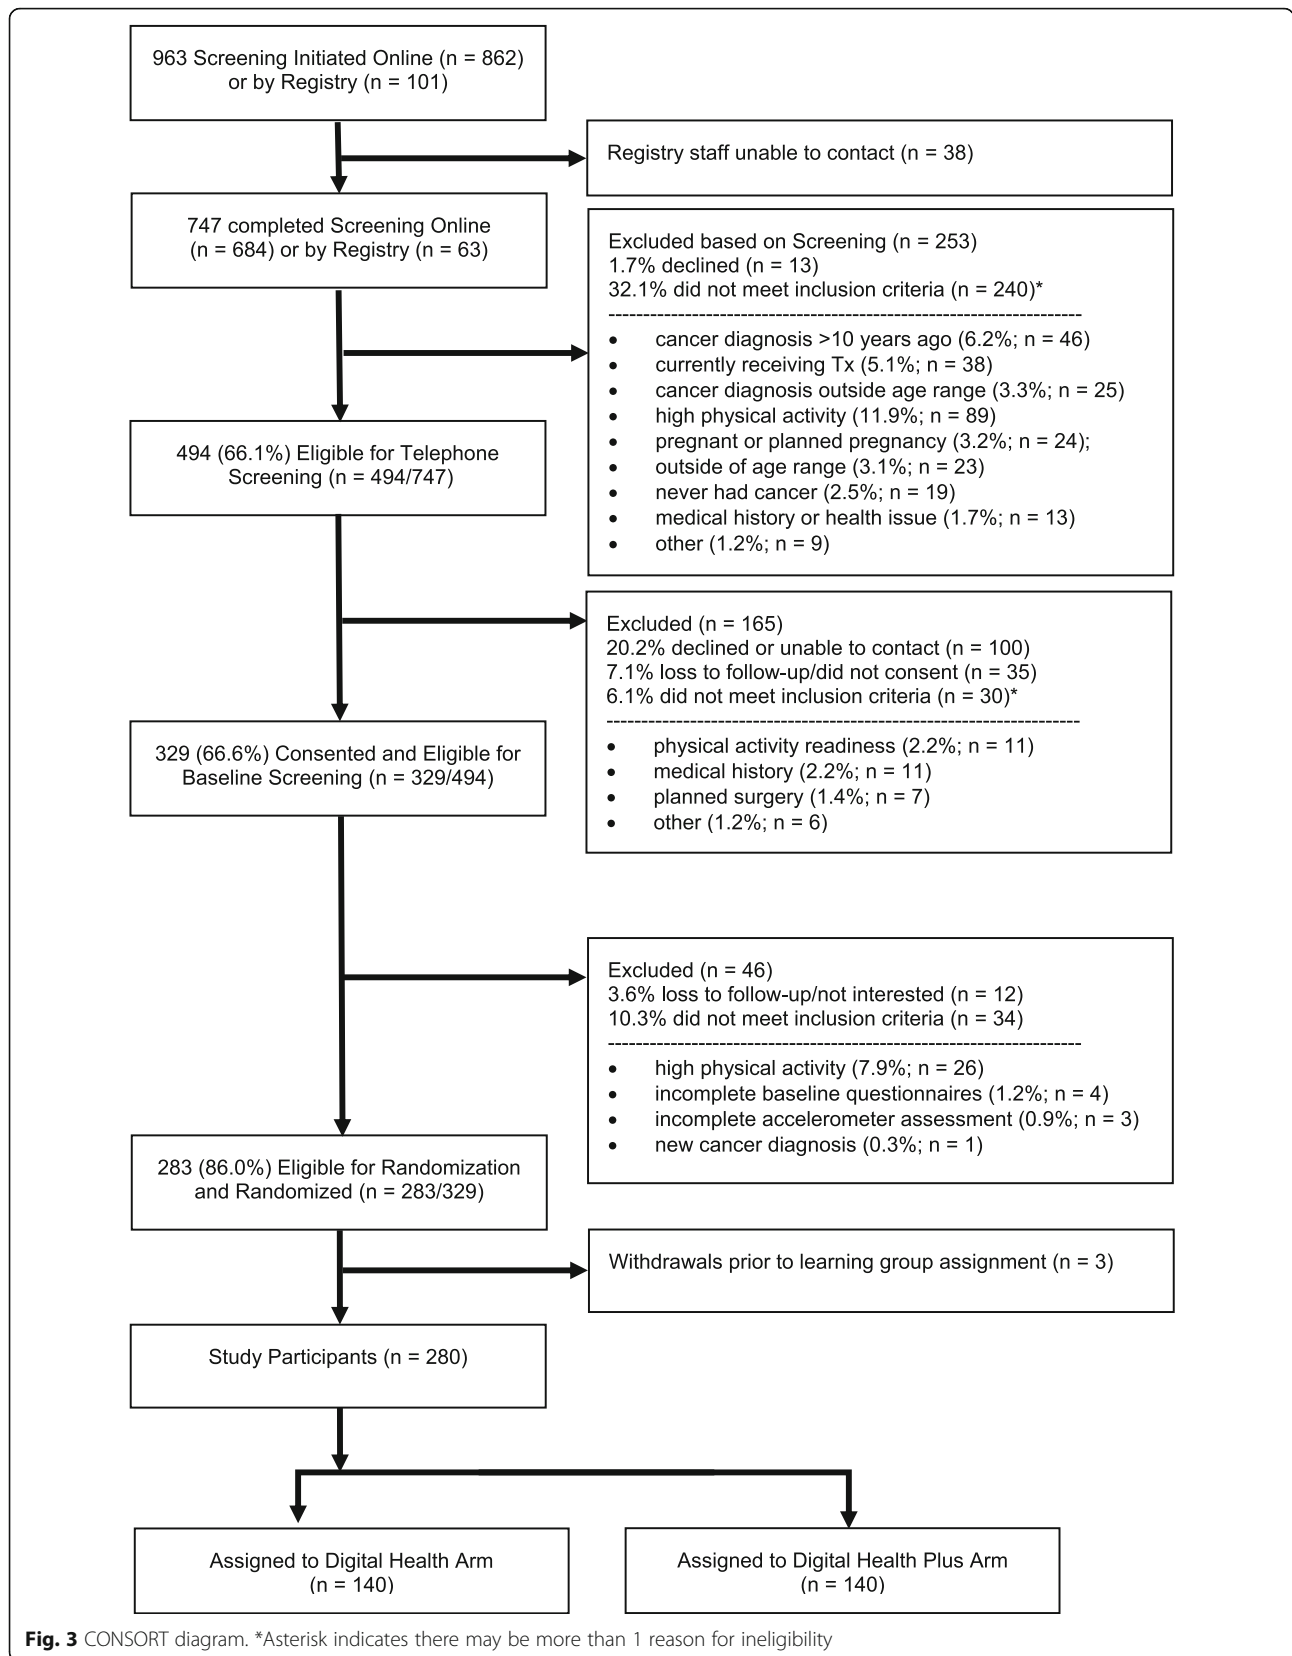 963 Screening Initiated Online (n = 862)
or by Registry (n = 101)
Registry staff unable to contact (n = 38)
747 completed Screening Online
(n = 684) or by Registry (n = 63)
Excluded based on Screening (n = 253)
1.7% declined (n = 13)
32.1% did not meet inclusion criteria (n = 240)*
--------------------------------------------------------------------
• cancer diagnosis >10 years ago (6.2%; n = 46)
• currently receiving Tx (5.1%; n = 38)
• cancer diagnosis outside age range (3.3%; n = 25)
• high physical activity (11.9%; n = 89)
• pregnant or planned pregnancy (3.2%; n = 24);
• outside of age range (3.1%; n = 23)
• never had cancer (2.5%; n = 19)
• medical history or health issue (1.7%; n = 13)
• other (1.2%; n = 9)
494 (66.1%) Eligible for Telephone
Screening (n = 494/747)
Excluded (n = 165)
20.2% declined or unable to contact (n = 100)
7.1% loss to follow-up/did not consent (n = 35)
6.1% did not meet inclusion criteria (n = 30)*
--------------------------------------------------------------------
• physical activity readiness (2.2%; n = 11)
• medical history (2.2%; n = 11)
• planned surgery (1.4%; n = 7)
• other (1.2%; n = 6)
329 (66.6%) Consented and Eligible for
Baseline Screening (n = 329/494)
Excluded (n = 46)
3.6% loss to follow-up/not interested (n = 12)
10.3% did not meet inclusion criteria (n = 34)
--------------------------------------------------------------------
• high physical activity (7.9%; n = 26)
• incomplete baseline questionnaires (1.2%; n = 4)
• incomplete accelerometer assessment (0.9%; n = 3)
• new cancer diagnosis (0.3%; n = 1)
283 (86.0%) Eligible for Randomization
and Randomized (n = 283/329)
Withdrawals prior to learning group assignment (n = 3)
Study Participants (n = 280)
Assigned to Digital Health Arm
(n = 140)
Assigned to Digital Health Plus Arm
(n = 140)
Fig. 3 CONSORT diagram. *Asterisk indicates there may be more than 1 reason for ineligibility